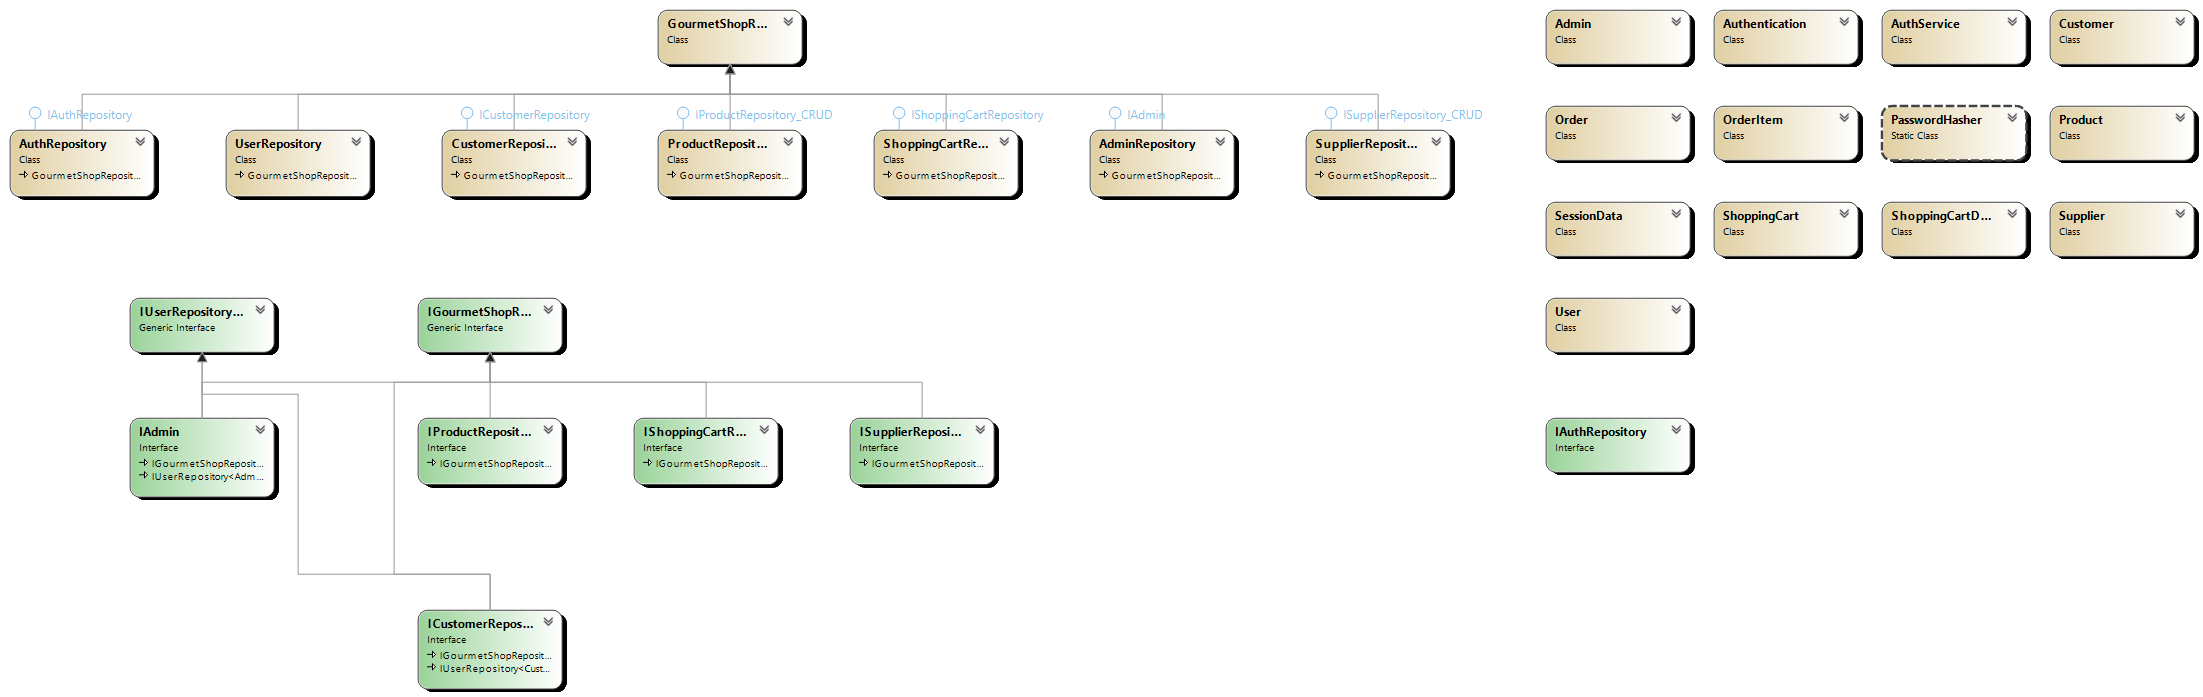 GourmetShopR...
Class
IAuthRepository
ICustomerRepository
IProductRepository_CRUD
IShoppingCartRepository
IAdmin
ISupplierRepository_CRUD
AuthRepository
Class
GourmetShopReposit...
UserRepository
Class
GourmetShopReposit...
CustomerReposi...
Class
GourmetShopReposit...
ProductReposit...
Class
GourmetShopReposit...
ShoppingCartRe...
Class
GourmetShopReposit...
AdminRepository
Class
GourmetShopReposit...
SupplierReposit...
Class
GourmetShopReposit...
IUserRepository...
Generic Interface
IGourmetShopR...
Generic Interface
IAdmin
Interface
IGourmetShopReposit...
IUserRepository<Adm...
IProductReposit...
Interface
IGourmetShopReposit...
IShoppingCartR...
Interface
IGourmetShopReposit...
ISupplierReposi...
Interface
IGourmetShopReposit...
ICustomerRepos...
Interface
IGourmetShopReposit...
IUserRepository<Cust...
Admin
Class
Authentication
Class
AuthService
Class
Customer
Class
Order
Class
OrderItem
Class
PasswordHasher
Static Class
Product
Class
SessionData
Class
ShoppingCart
Class
ShoppingCartD...
Class
Supplier
Class
User
Class
IAuthRepository
Interface